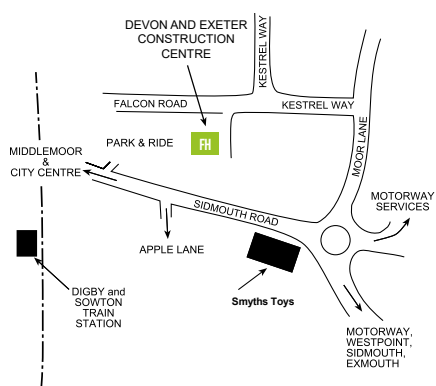 DEVON AND EXETER
CONSTRUCTION
CENTRE
KESTREL WAY
FALCON ROAD
KESTREL WAY
PARK & RIDE
FH
MOOR LANE
MIDDLEMOOR
&
CITY CENTRE
SIDMOUTH ROAD
MOTORWAY
SERVICES
APPLE LANE
DIGBY and
SOWTON
TRAIN
STATION
Smyths Toys
MOTORWAY,
WESTPOINT,
SIDMOUTH,
EXMOUTH